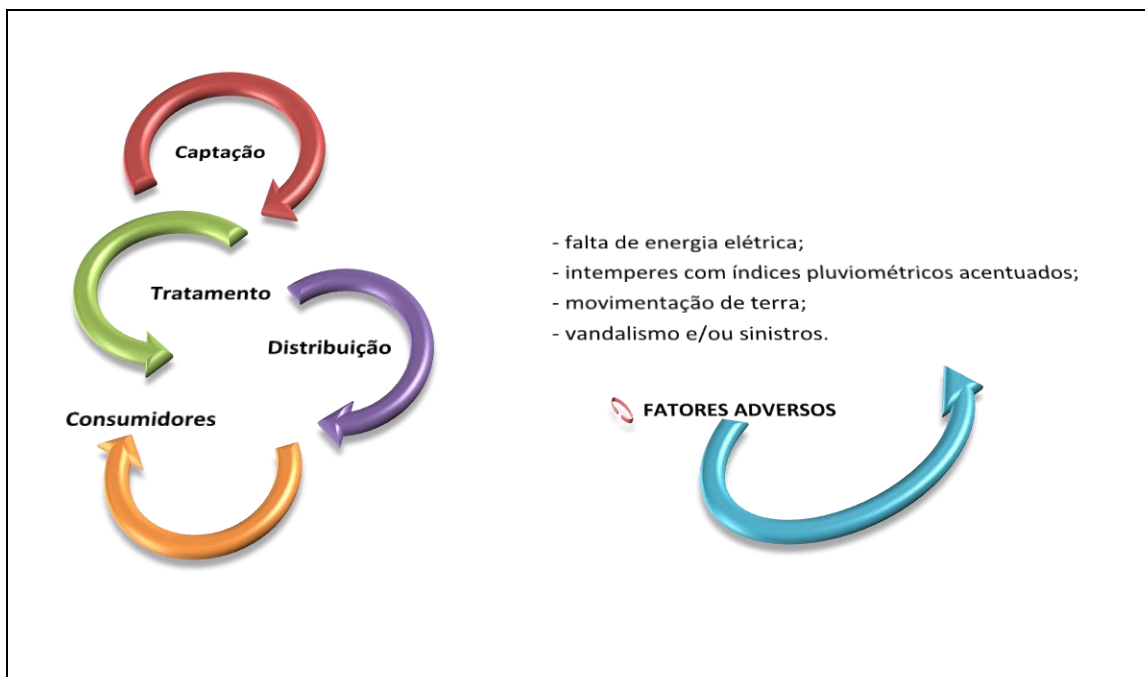 Captação
Tratamento
Distribuição
Consumidores
- falta de energia elétrica;
- intemperes com índices pluviométricos acentuados;
- movimentação de terra;
- vandalismo e/ou sinistros.
FATORES ADVERSOS